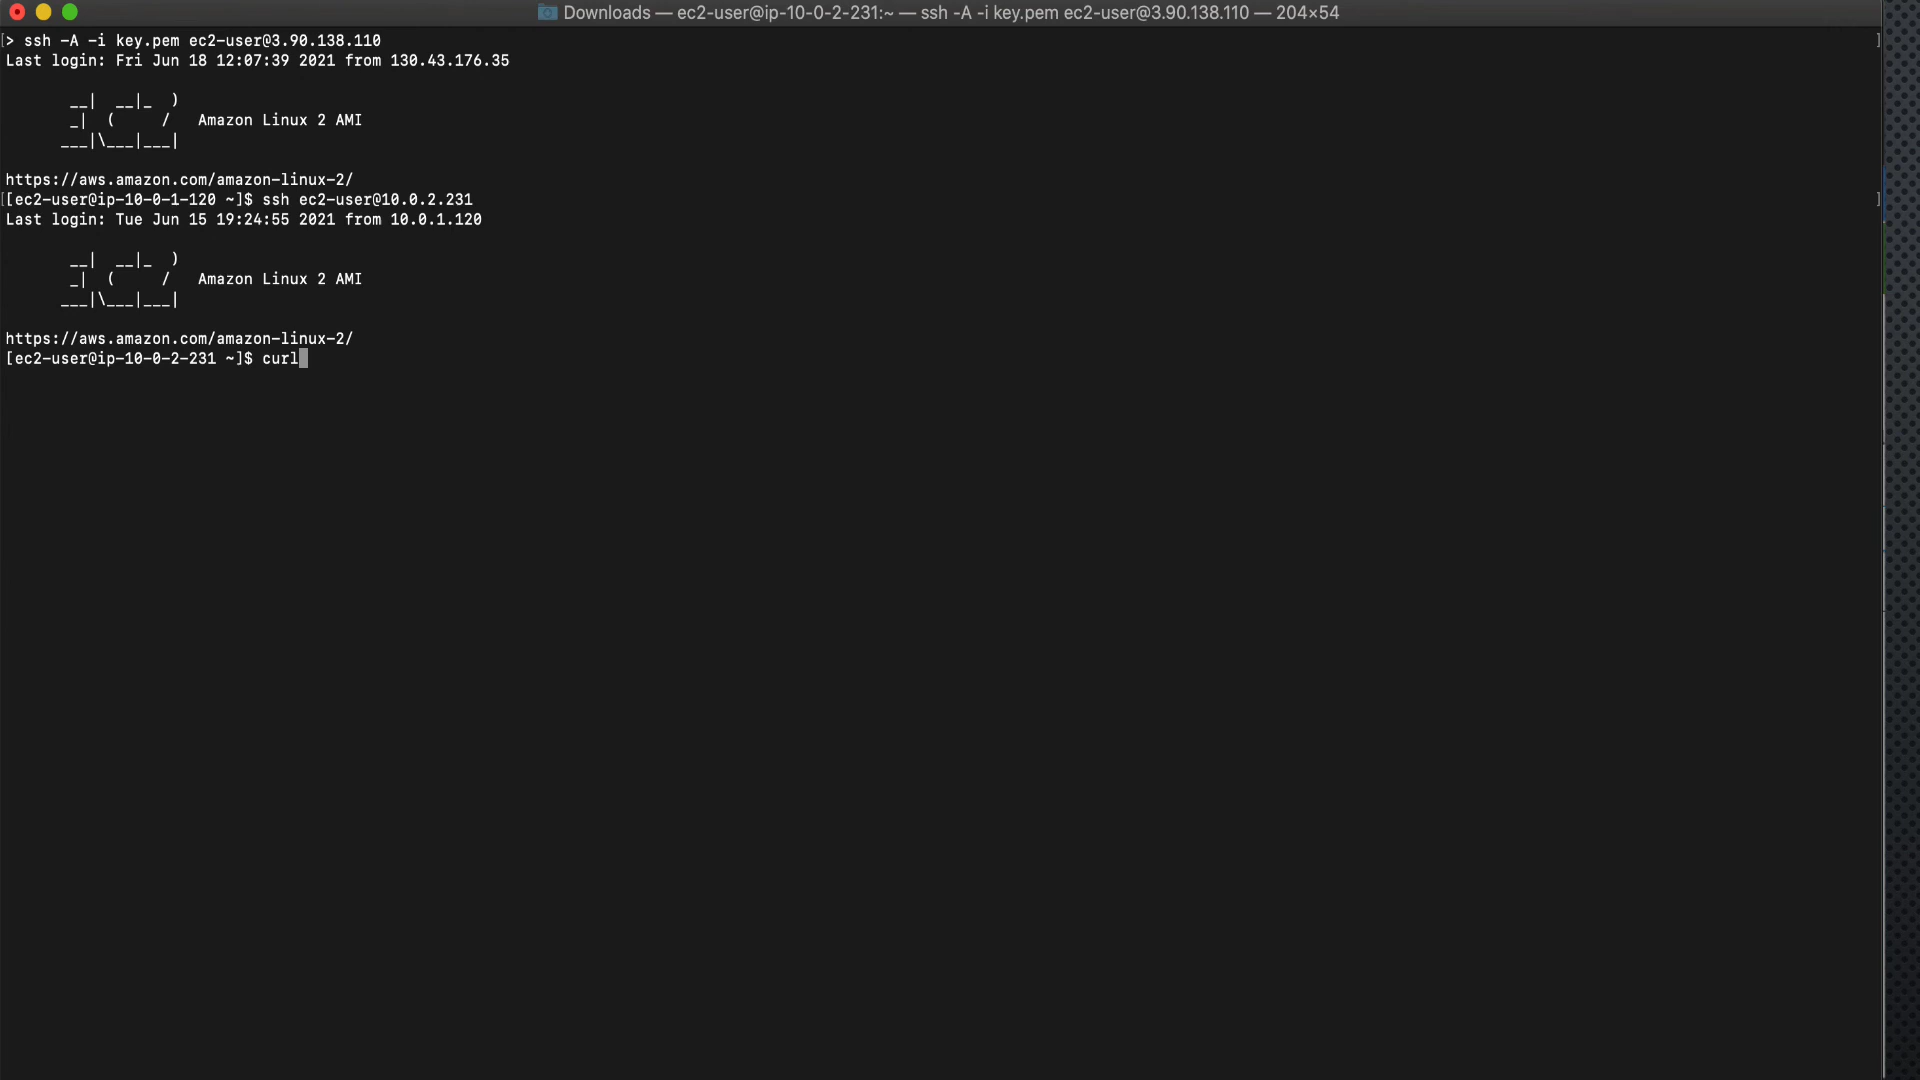 Downloads — ec2-user@ip-10-0-2-231:~ — ssh -A -i key.pem ec2-user@3.90.138.110 — 204×54
[> ssh -A -i key.pem ec2-user@3.90.138.110 ]
Last login: Fri Jun 18 12:07:39 2021 from 130.43.176.35
       __|  __|_  )
       _|  (     /   Amazon Linux 2 AMI
      ___|\___|___|
https://aws.amazon.com/amazon-linux-2/
[[ec2-user@ip-10-0-1-120 ~]$ ssh ec2-user@10.0.2.231 ]
Last login: Tue Jun 15 19:24:55 2021 from 10.0.1.120
       __|  __|_  )
       _|  (     /   Amazon Linux 2 AMI
      ___|\___|___|
https://aws.amazon.com/amazon-linux-2/
[ec2-user@ip-10-0-2-231 ~]$ curl